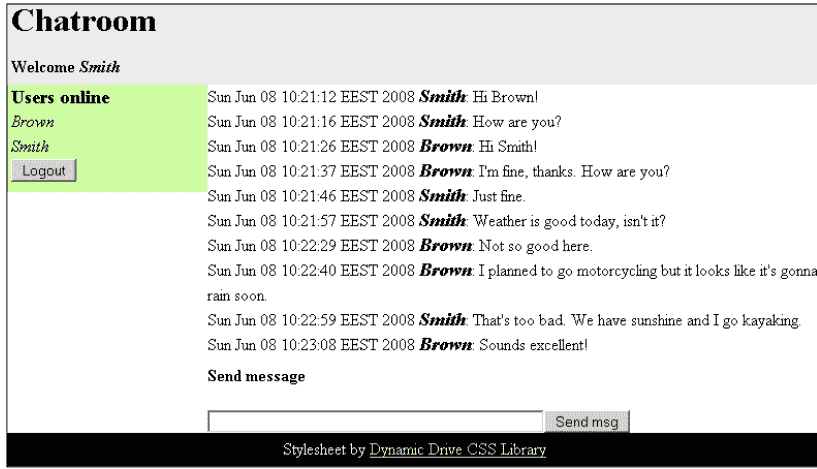 Chatroom
Welcome Smith
Users online
Brown
Smith
Logout
Sun Jun 08 10:21:12 EEST 2008 Smith: Hi Brown!
Sun Jun 08 10:21:16 EEST 2008 Smith: How are you?
Sun Jun 08 10:21:26 EEST 2008 Brown: Hi Smith!
Sun Jun 08 10:21:37 EEST 2008 Brown: I'm fine, thanks. How are you?
Sun Jun 08 10:21:46 EEST 2008 Smith: Just fine.
Sun Jun 08 10:21:57 EEST 2008 Smith: Weather is good today, isn't it?
Sun Jun 08 10:22:29 EEST 2008 Brown: Not so good here.
Sun Jun 08 10:22:40 EEST 2008 Brown: I planned to go motorcycling but it looks like it's gonna
rain soon.
Sun Jun 08 10:22:59 EEST 2008 Smith: That's too bad. We have sunshine and I go kayaking.
Sun Jun 08 10:23:08 EEST 2008 Brown: Sounds excellent!
Send message
Send msg
Stylesheet by Dynamic Drive CSS Library